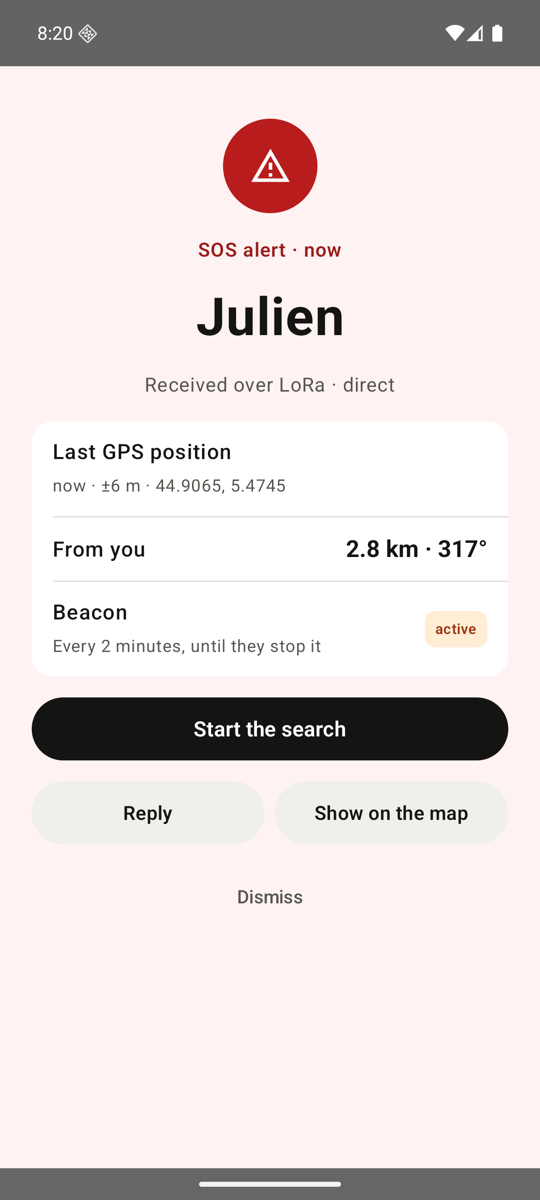 8:20
SOS alert · now
Julien
Received over LoRa · direct
Last GPS position
now · ±6 m · 44.9065, 5.4745
From you
2.8 km · 317°
Beacon
Every 2 minutes, until they stop it
active
Start the search
Reply
Show on the map
Dismiss